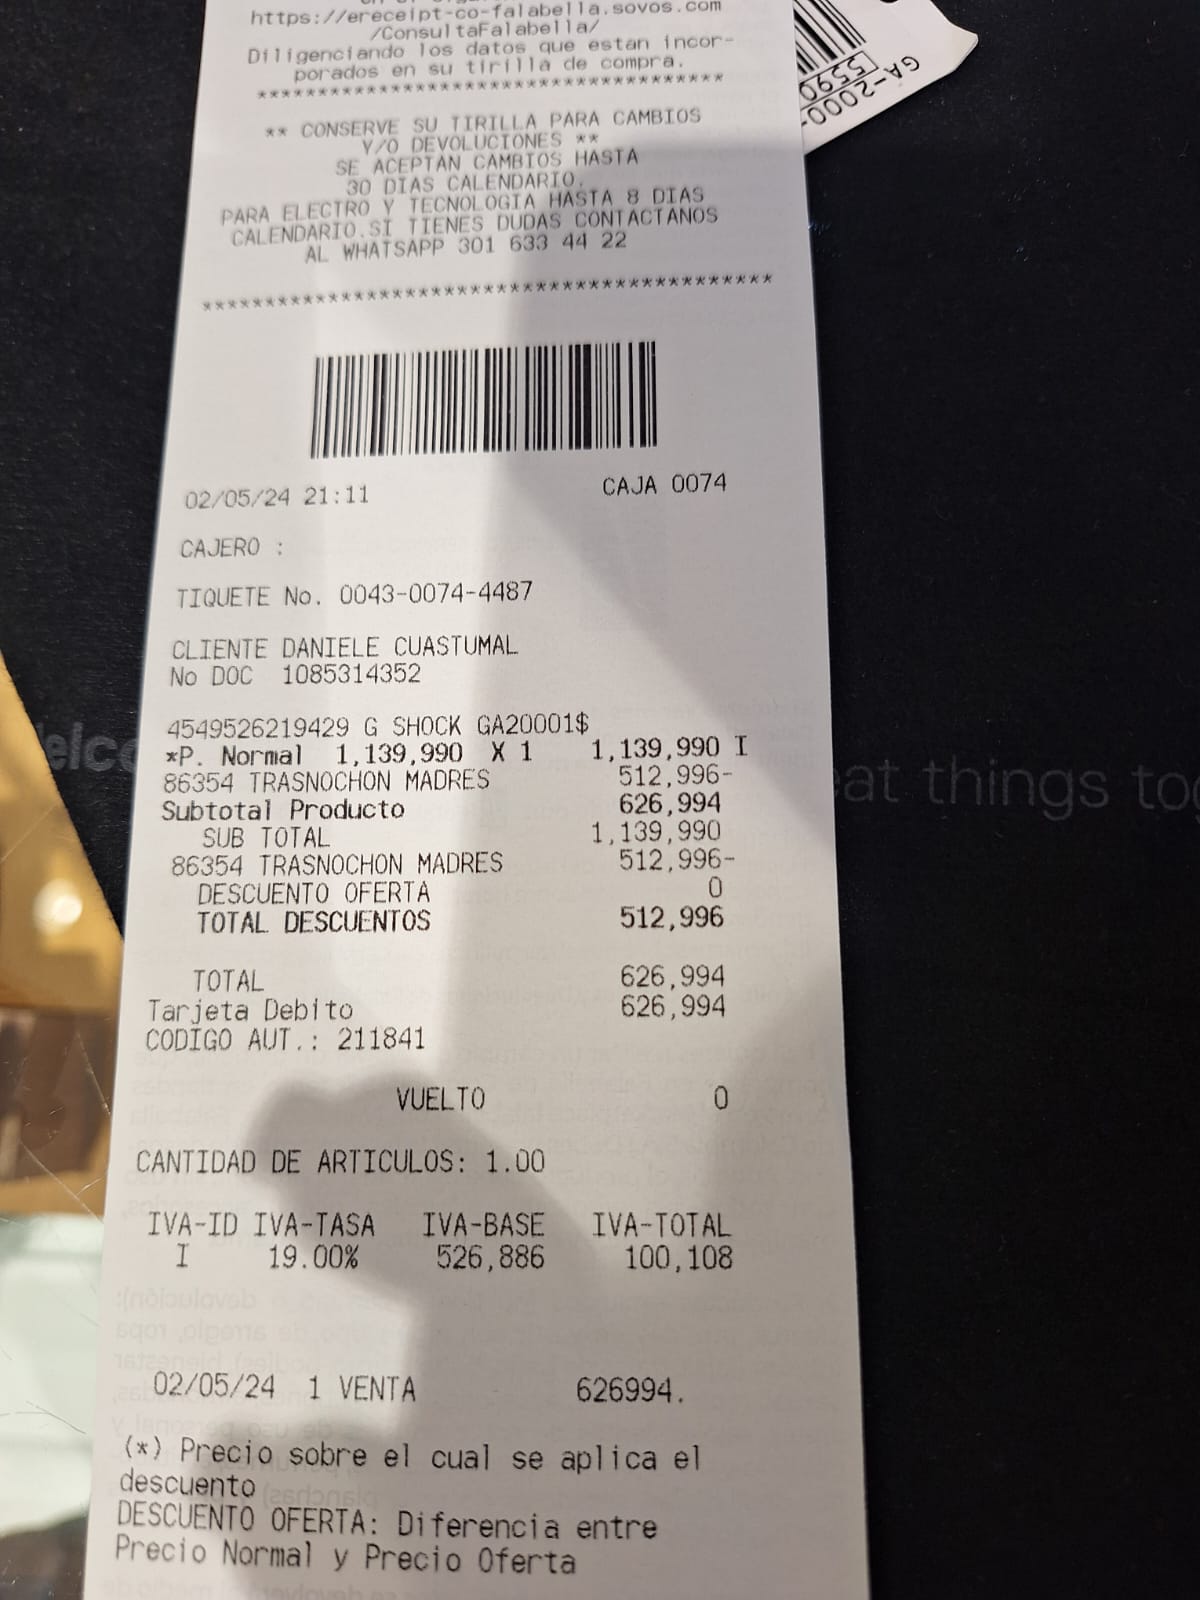 en el
https://ereceipt-co-falabella.sovos.com
/ConsultaFalabella/
Diligenciando los datos que estan incor-
porados en su tirilla de compra.
****************************************
** CONSERVE SU TIRILLA PARA CAMBIOS
Y/O DEVOLUCIONES **
SE ACEPTAN CAMBIOS HASTA
30 DIAS CALENDARIO.
PARA ELECTRO Y TECNOLOGIA HASTA 8 DIAS
CALENDARIO.SI TIENES DUDAS CONTACTANOS
AL WHATSAPP 301 633 44 22
********************************************
02/05/24 21:11 CAJA 0074
CAJERO :
TIQUETE No. 0043-0074-4487
CLIENTE DANIELE CUASTUMAL
No DOC 1085314352
4549526219429 G SHOCK GA20001$
*P. Normal 1,139,990 X 1 1,139,990 I
86354 TRASNOCHON MADRES 512,996-
Subtotal Producto 626,994
SUB TOTAL 1,139,990
86354 TRASNOCHON MADRES 512,996-
DESCUENTO OFERTA 0
TOTAL DESCUENTOS 512,996
TOTAL 626,994
Tarjeta Debito 626,994
CODIGO AUT.: 211841
VUELTO 0
CANTIDAD DE ARTICULOS: 1.00
IVA-ID IVA-TASA IVA-BASE IVA-TOTAL
I 19.00% 526,886 100,108
02/05/24 1 VENTA 626994.
(*) Precio sobre el cual se aplica el
descuento
DESCUENTO OFERTA: Diferencia entre
Precio Normal y Precio Oferta
GA-2000-
5590
elco
eat things tog